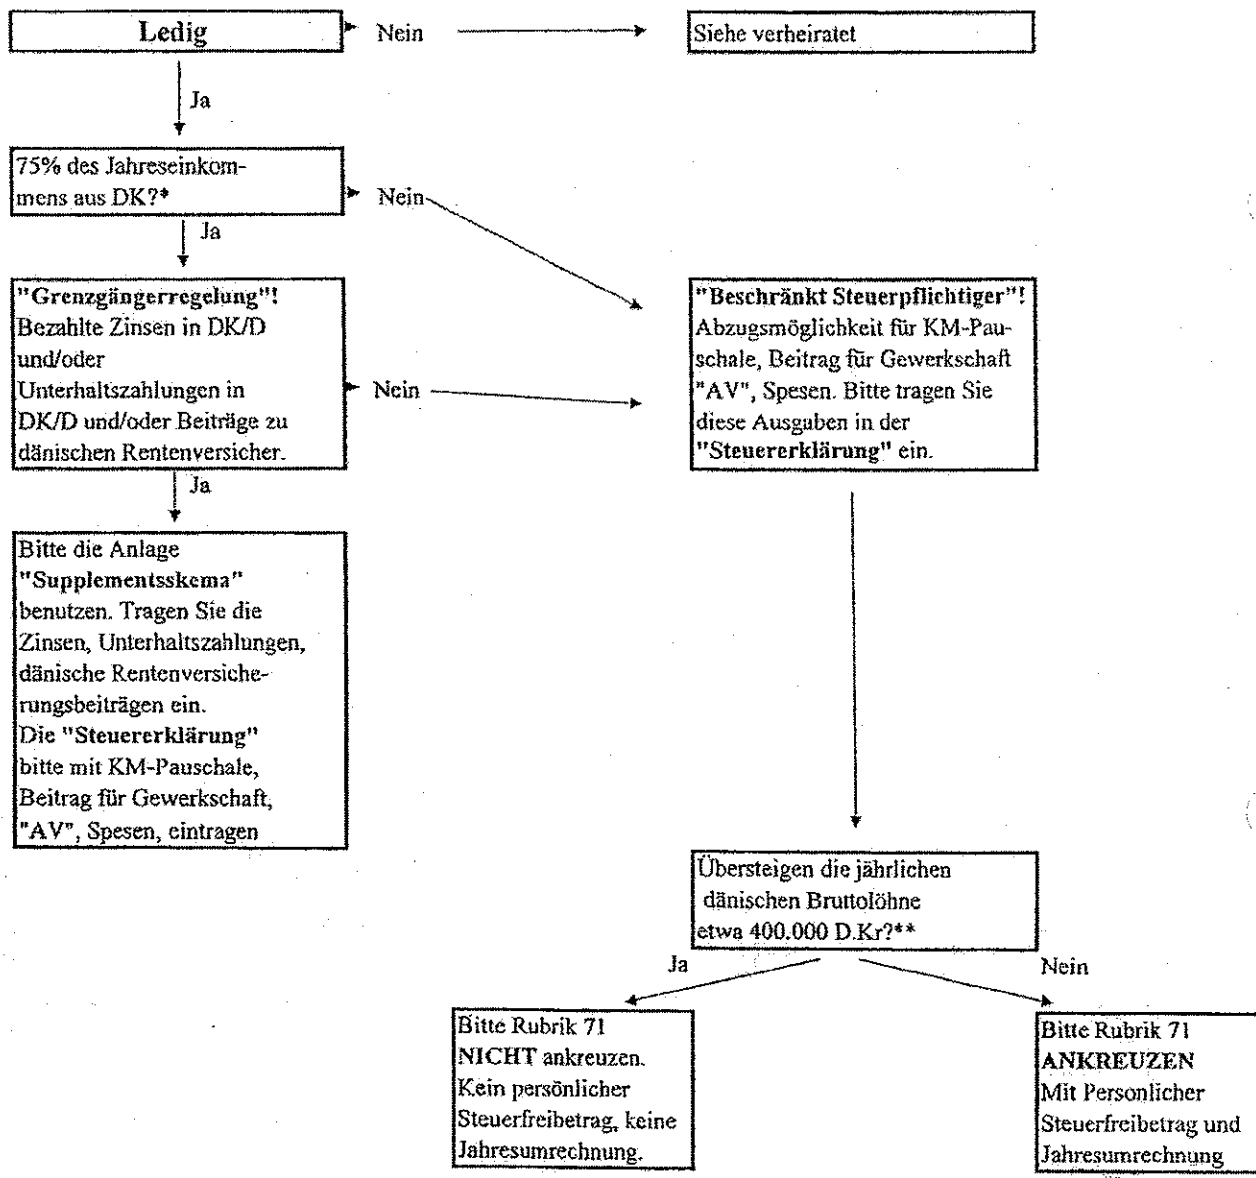 Ledig
Nein
Siehe verheiratet
Ja
75% des Jahreseinkom-
mens aus DK?*
Nein
Ja
"Grenzgängerregelung"!
Bezahlte Zinsen in DK/D
und/oder
Unterhaltszahlungen in
DK/D und/oder Beiträge zu
dänischen Rentenversicher.
Nein
"Beschränkt Steuerpflichtiger"!
Abzugsmöglichkeit für KM-Pau-
schale, Beitrag für Gewerkschaft
"AV", Spesen. Bitte tragen Sie
diese Ausgaben in der
"Steuererklärung" ein.
Ja
Bitte die Anlage
"Supplementsskema"
benutzen. Tragen Sie die
Zinsen, Unterhaltszahlungen,
dänische Rentenversiche-
rungsbeiträgen ein.
Die "Steuererklärung"
bitte mit KM-Pauschale,
Beitrag für Gewerkschaft,
"AV", Spesen, eintragen
Übersteigen die jährlichen
dänischen Bruttolöhne
etwa 400.000 D.Kr?**
Ja
Nein
Bitte Rubrik 71
NICHT ankreuzen.
Kein persönlicher
Steuerfreibetrag, keine
Jahresumrechnung.
Bitte Rubrik 71
ANKREUZEN
Mit Personlicher
Steuerfreibetrag und
Jahresumrechnung